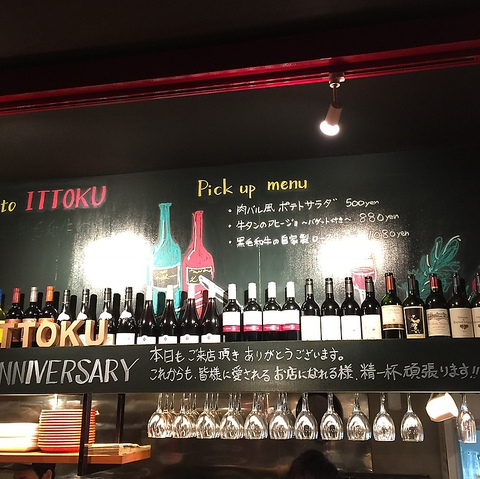 to ITTOKU
Pick up menu
・肉バル風 ポテトサラダ 500yen
・牛タンのアヒージョ 〜バゲット付き〜 880yen
・黒毛和牛の自家製ロー 1080yen
ITTOKU
ANNIVERSARY
本日もご来店頂きありがとうございます。
これからも、皆様に愛されるお店になれる様、精一杯頑張ります!!